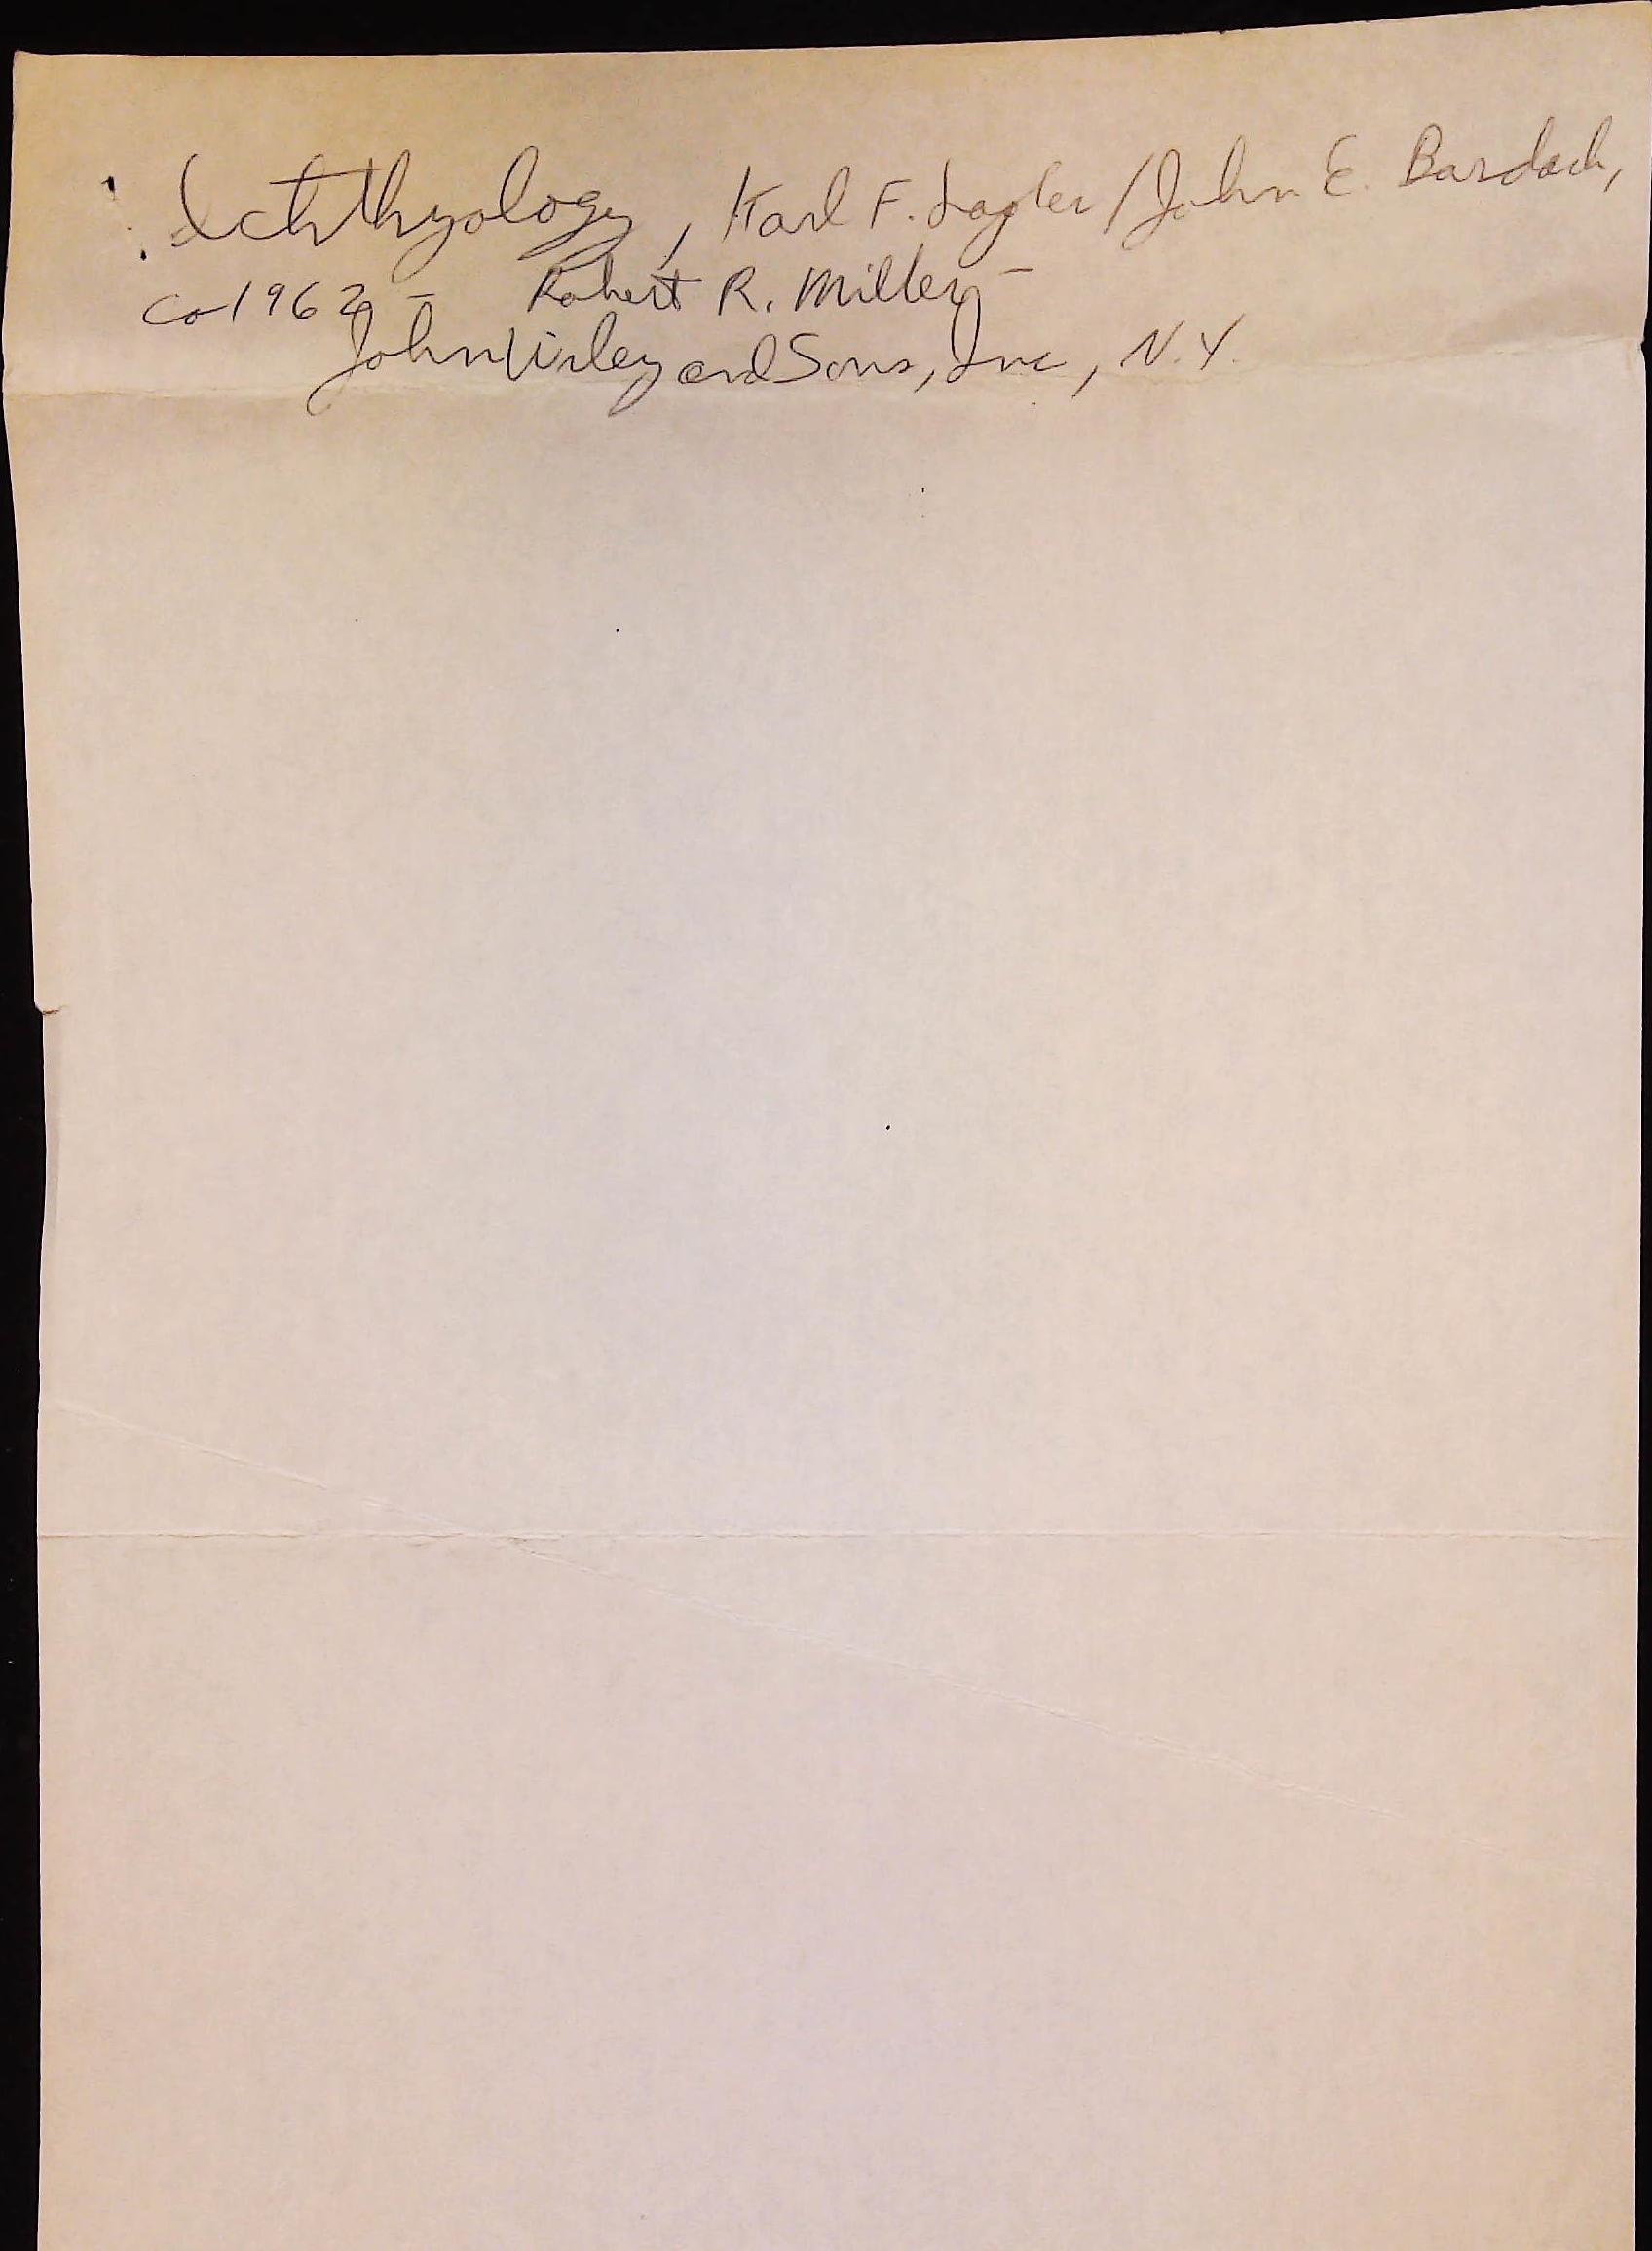 Ichthyology, Karl F. Lagler / John E. Bardach,
Co 1962 - Robert R. Miller -
John Wiley and Sons, Inc, N.Y.